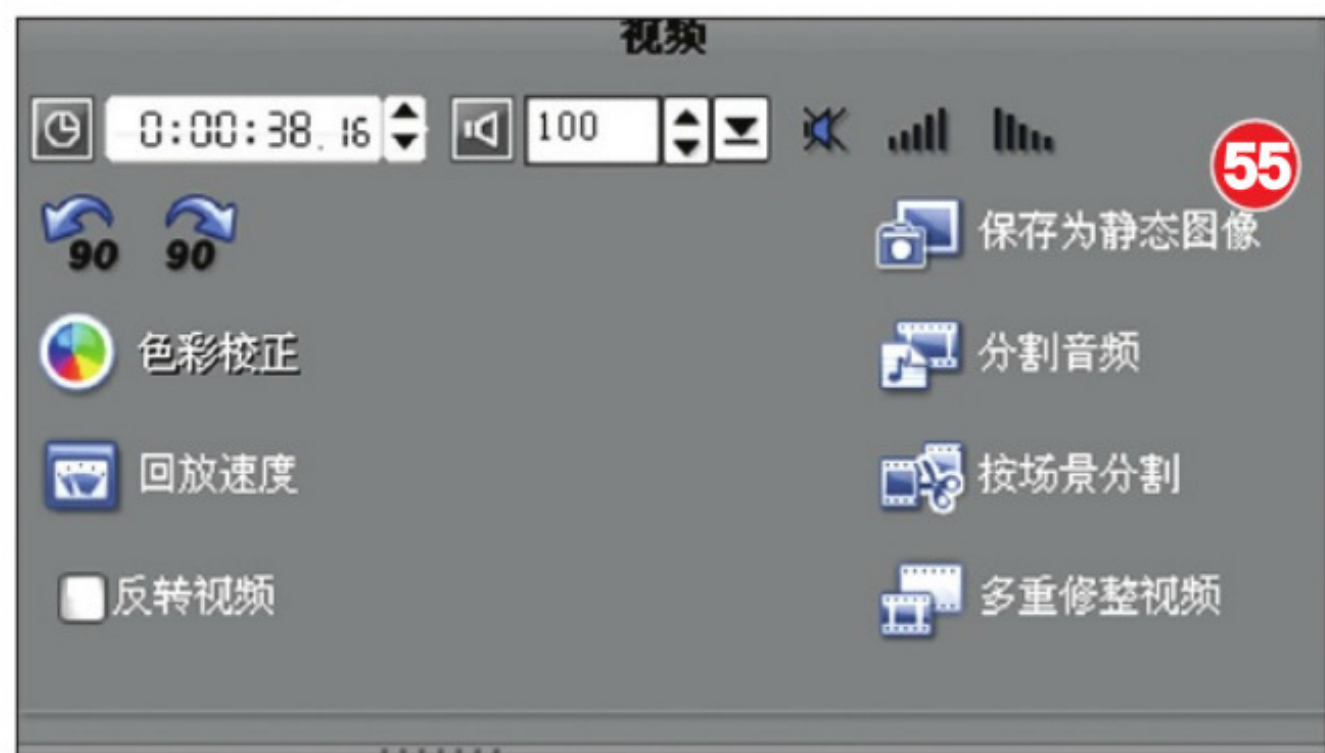 视频
0:00:38.16 100
55
90 90 保存为静态图像
色彩校正 分割音频
回放速度 按场景分割
反转视频 多重修整视频